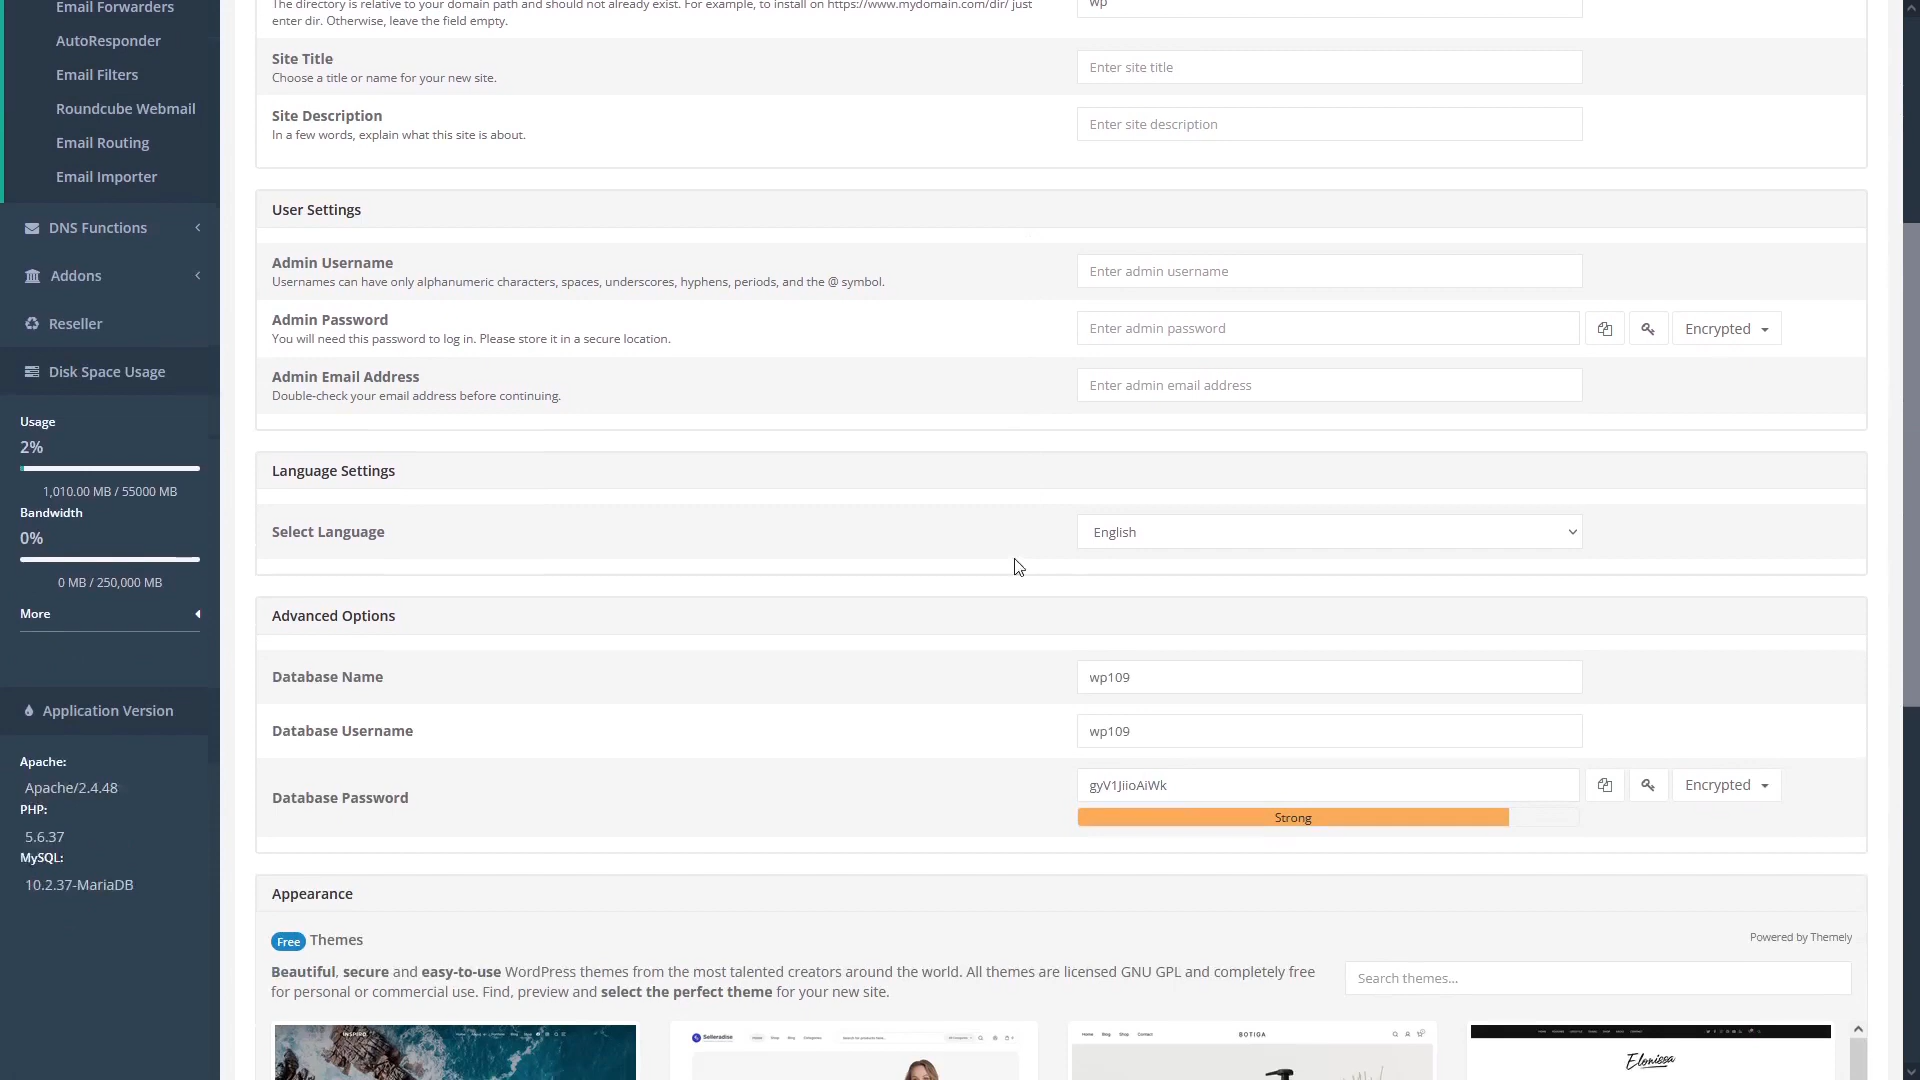 Email Forwarders
AutoResponder
Email Filters
Roundcube Webmail
Email Routing
Email Importer
DNS Functions
Addons
Reseller
Disk Space Usage
Usage
2%
1,010.00 MB / 55000 MB
Bandwidth
0%
0 MB / 250,000 MB
More
Application Version
Apache:
Apache/2.4.48
PHP:
5.6.37
MySQL:
10.2.37-MariaDB
The directory is relative to your domain path and should not already exist. For example, to install on https://www.mydomain.com/dir/ just
enter dir. Otherwise, leave the field empty.
wp
Site Title
Choose a title or name for your new site.
Enter site title
Site Description
In a few words, explain what this site is about.
Enter site description
User Settings
Admin Username
Usernames can have only alphanumeric characters, spaces, underscores, hyphens, periods, and the @ symbol.
Enter admin username
Admin Password
You will need this password to log in. Please store it in a secure location.
Enter admin password
Encrypted
Admin Email Address
Double-check your email address before continuing.
Enter admin email address
Language Settings
Select Language
English
Advanced Options
Database Name
wp109
Database Username
wp109
Database Password
gyV1JiioAiWk
Encrypted
Strong
Appearance
Free Themes
Powered by Themely
Beautiful, secure and easy-to-use WordPress themes from the most talented creators around the world. All themes are licensed GNU GPL and completely free
for personal or commercial use. Find, preview and select the perfect theme for your new site.
Search themes...
INSPIRO
Selleradise
Home Blog Shop Contact
BOTIGA
Elonissa